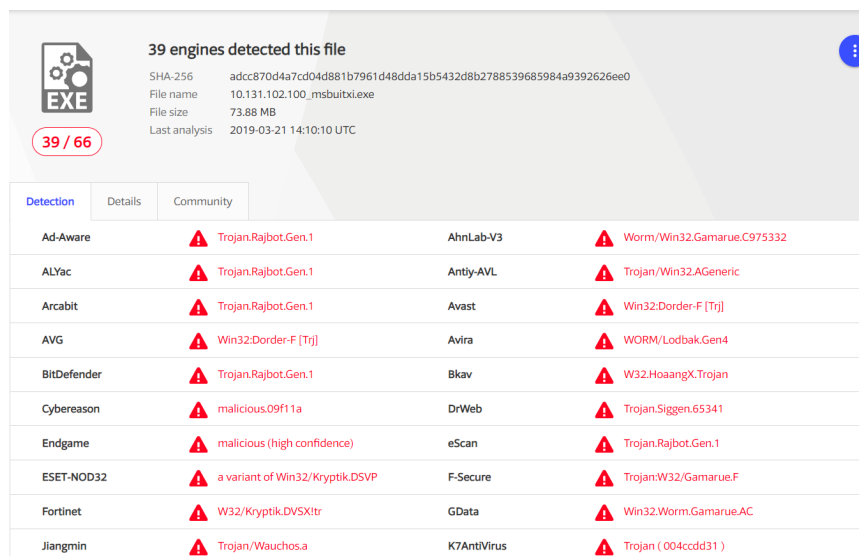 39 engines detected this file
SHA-256 adcc870d4a7cd04d881b7961d48dda15b5432d8b2788539685984a9392626ee0
File name 10.131.102.100_msbuitxi.exe
File size 73.88 MB
Last analysis 2019-03-21 14:10:10 UTC
EXE
39 / 66
Detection Details Community
Ad-Aware Trojan.Rajbot.Gen.1 AhnLab-V3 Worm/Win32.Gamarue.C975332
ALYac Trojan.Rajbot.Gen.1 Antiy-AVL Trojan/Win32.AGeneric
Arcabit Trojan.Rajbot.Gen.1 Avast Win32:Dorder-F [Trj]
AVG Win32:Dorder-F [Trj] Avira WORM/Lodbak.Gen4
BitDefender Trojan.Rajbot.Gen.1 Bkav W32.HoaangX.Trojan
Cybereason malicious.09f11a DrWeb Trojan.Siggen.65341
Endgame malicious (high confidence) eScan Trojan.Rajbot.Gen.1
ESET-NOD32 a variant of Win32/Kryptik.DSVP F-Secure Trojan:W32/Gamarue.F
Fortinet W32/Kryptik.DVSX!tr GData Win32.Worm.Gamarue.AC
Jiangmin Trojan/Wauchos.a K7AntiVirus Trojan ( 004ccdd31 )